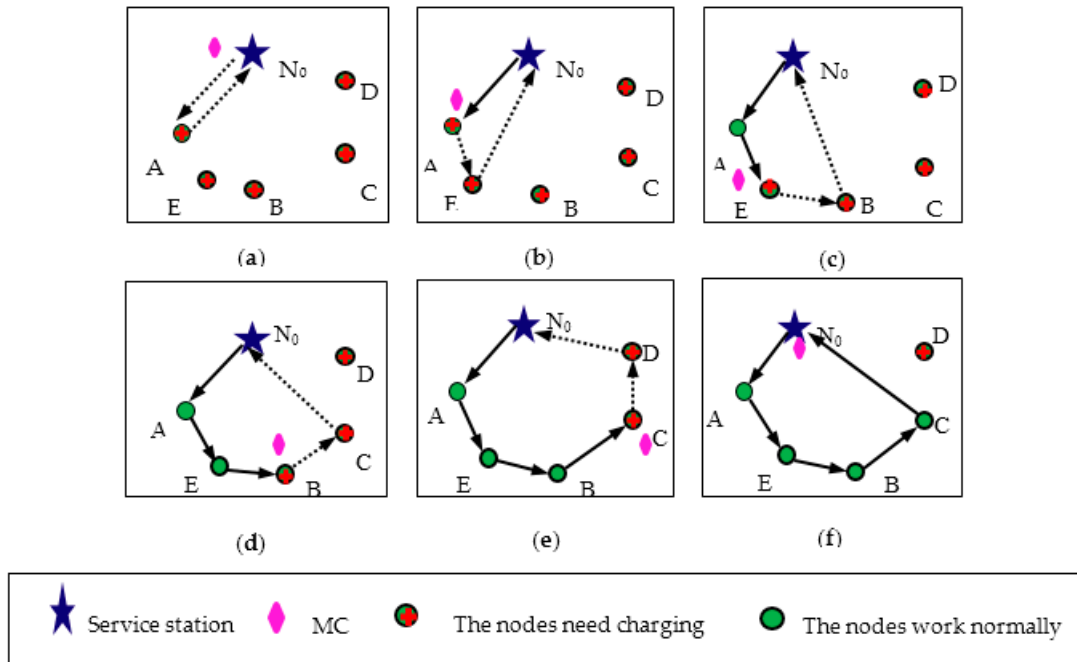 N₀
D
A
C
E
B
(a)
N₀
D
A
C
E
B
(b)
N₀
D
A
E
B
C
(c)
N₀
D
A
C
E
B
(d)
N₀
D
A
C
E
B
(e)
N₀
D
A
C
E
B
(f)
Service station
MC
The nodes need charging
The nodes work normally